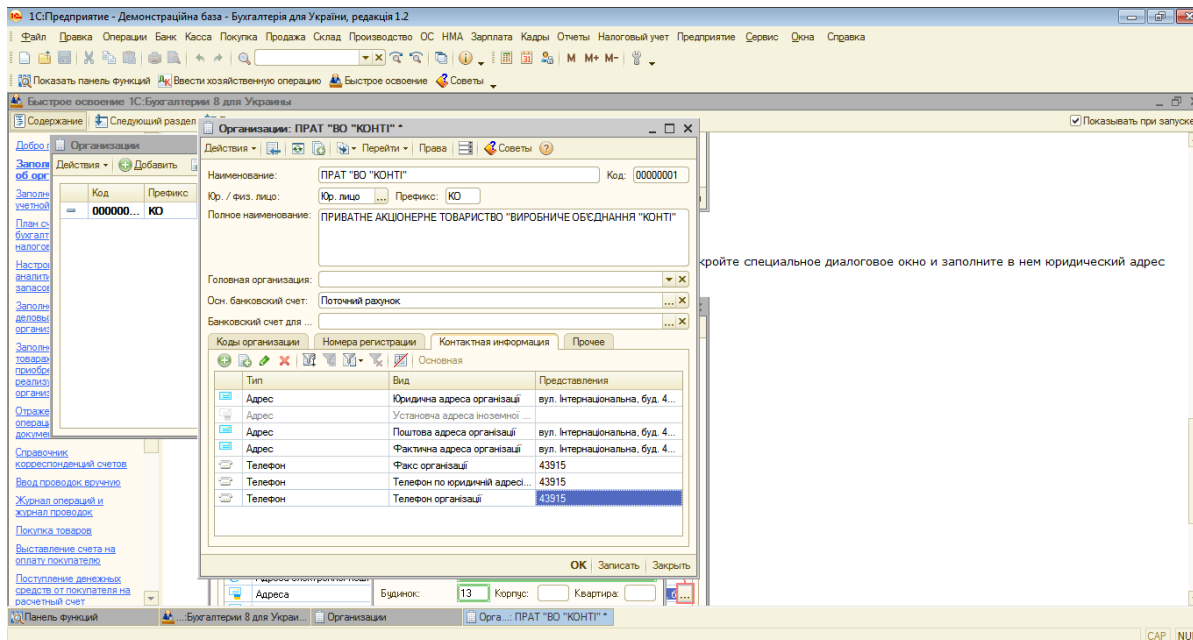 1С:Предприятие - Демонстраційна база - Бухгалтерія для України, редакція 1.2
Файл Правка Операции Банк Касса Покупка Продажа Склад Производство ОС НМА Зарплата Кадры Отчеты Налоговый учет Предприятие Сервис Окна Справка
M M+ M-
Показать панель функций Ввести хозяйственную операцию Быстрое освоение Советы
Быстрое освоение 1С:Бухгалтерии 8 для Украины
Содержание Следующий раздел
Показывать при запуске
Организации
Действия Добавить
Код Префикс
000000... КО
Организации: ПРАТ "ВО "КОНТІ" *
Действия Перейти Права Советы
Наименование: ПРАТ "ВО "КОНТІ" Код: 00000001
Юр. / физ. лицо: Юр. лицо ... Префикс: КО
Полное наименование: ПРИВАТНЕ АКЦІОНЕРНЕ ТОВАРИСТВО "ВИРОБНИЧЕ ОБ'ЄДНАННЯ "КОНТІ"
Головная организация:
Осн. банковский счет: Поточний рахунок ...
Банковский счет для ... ...
Коды организации Номера регистрации Контактная информация Прочее
Основная
Тип Вид Представления
Адрес Юридична адреса організації вул. Інтернаціональна, буд. 4...
Адрес Установча адреса іноземної ...
Адрес Поштова адреса організації вул. Інтернаціональна, буд. 4...
Адрес Фактична адреса організації вул. Інтернаціональна, буд. 4...
Телефон Факс організації 43915
Телефон Телефон по юридичній адресі... 43915
Телефон Телефон організації 43915
ОК Записать Закрыть
кройте специальное диалоговое окно и заполните в нем юридический адрес
Адреса Будинок: 13 Корпус: Квартира: ...
Справочник
корреспонденций счетов
Ввод проводок вручную
Журнал операций и
журнал проводок
Покупка товаров
Выставление счета на
оплату покупателю
Поступление денежных
средств от покупателя на
расчетный счет
Панель функций ...:Бухгалтерии 8 для Украи... Организации Орга...: ПРАТ "ВО "КОНТІ" *
CAP NU